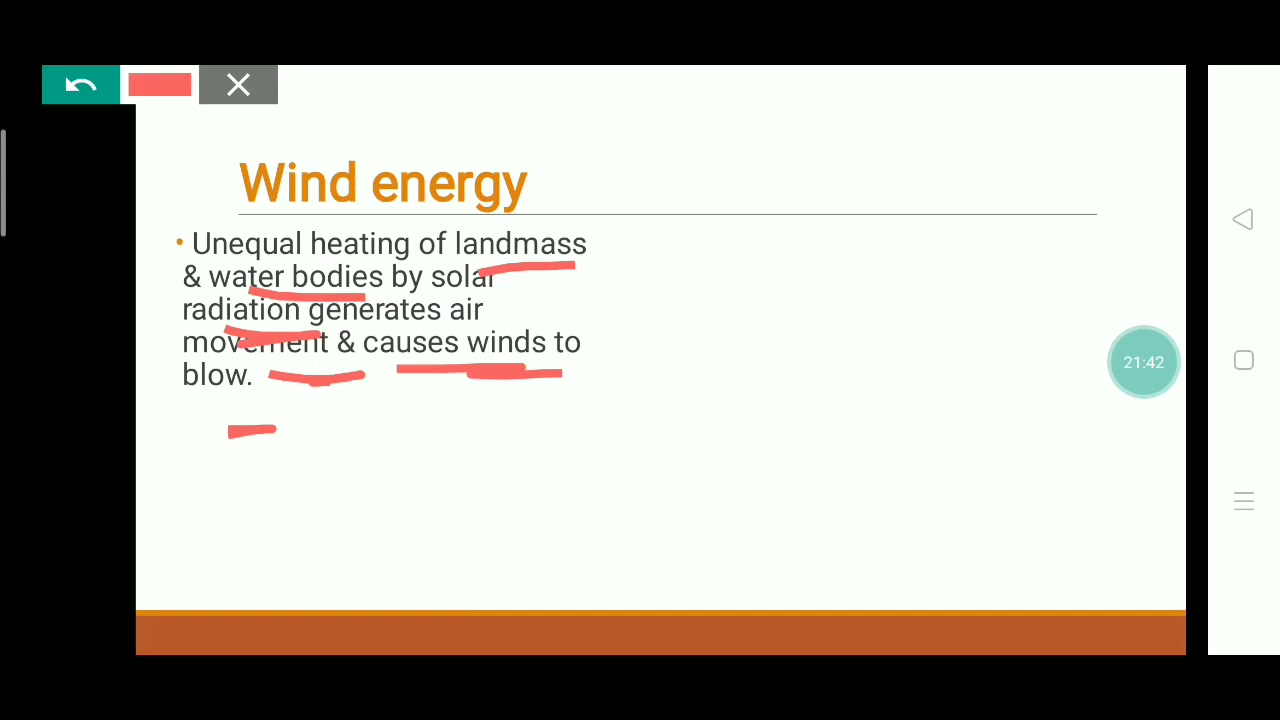 Wind energy
• Unequal heating of landmass
& water bodies by solar
radiation generates air
movement & causes winds to
blow.
21:42